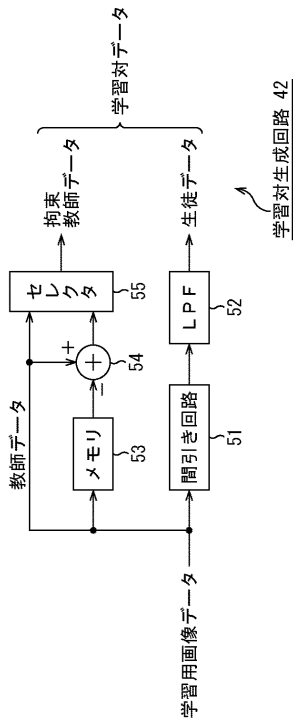 学習用画像データ
教師データ
間引き回路
51
LPF
52
生徒データ
メモリ
53
+
−
+
54
セレクタ
55
拘束
教師データ
学習対データ
学習対生成回路 42